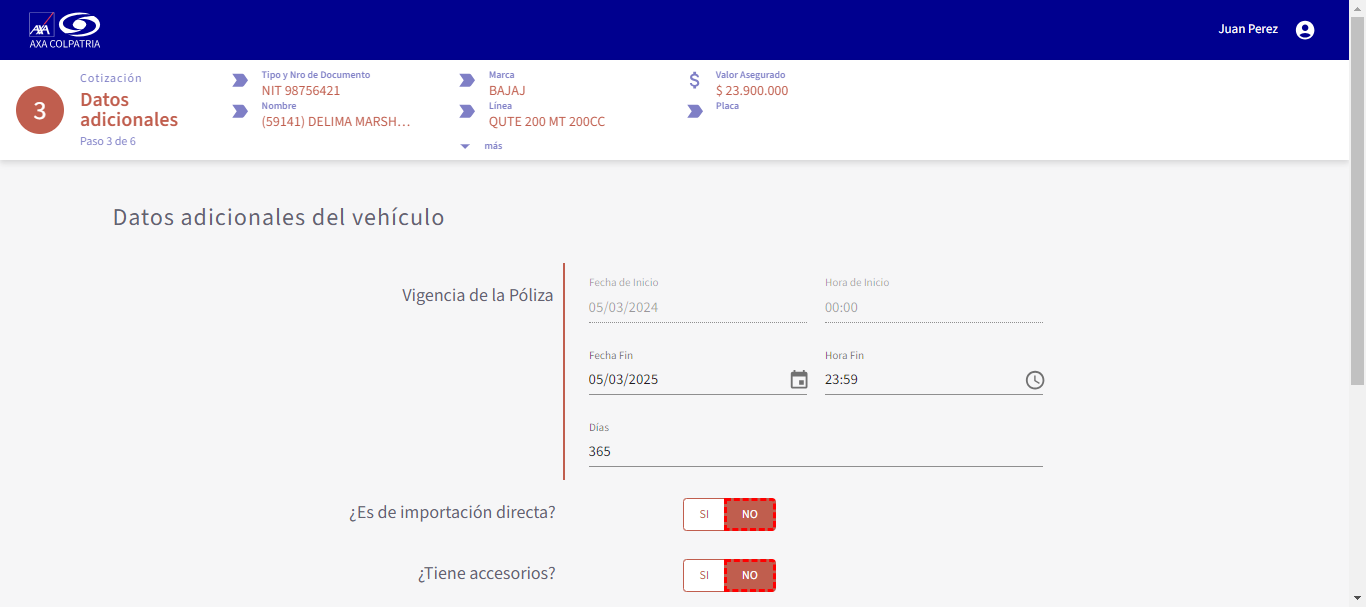 AXA
AXA COLPATRIA
Juan Perez
3
Cotización
Datos
adicionales
Paso 3 de 6
Tipo y Nro de Documento
NIT 98756421
Nombre
(59141) DELIMA MARSH…
Marca
BAJAJ
Línea
QUTE 200 MT 200CC
más
$
Valor Asegurado
$ 23.900.000
Placa
Datos adicionales del vehículo
Vigencia de la Póliza
Fecha de Inicio
05/03/2024
Hora de Inicio
00:00
Fecha Fin
05/03/2025
Hora Fin
23:59
Días
365
¿Es de importación directa?
SI NO
¿Tiene accesorios?
SI NO